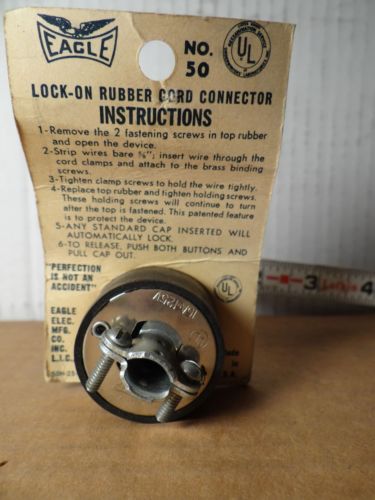 EAGLE
NO.
50
UL
LOCK-ON RUBBER CORD CONNECTOR
INSTRUCTIONS
1-Remove the 2 fastening screws in top rubber
and open the device.
2-Strip wires bare ⅝"; insert wire through the
cord clamps and attach to the brass binding
screws.
3-Tighten clamp screws to hold the wire tightly.
4-Replace top rubber and tighten holding screws.
These holding screws will continue to turn
after the top is fastened. This patented feature
is to protect the device.
5-ANY STANDARD CAP INSERTED WILL
AUTOMATICALLY LOCK.
6-TO RELEASE, PUSH BOTH BUTTONS AND
PULL CAP OUT.
"PERFECTION
IS NOT AN
ACCIDENT"
UL
EAGLE
ELEC.
MFG.
CO.
INC.
L.I.C.
125V
3
4